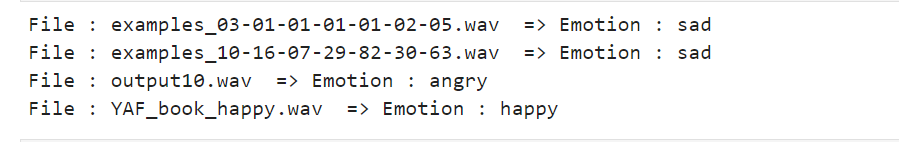 File : examples_03-01-01-01-01-02-05.wav  => Emotion : sad
File : examples_10-16-07-29-82-30-63.wav  => Emotion : sad
File : output10.wav  => Emotion : angry
File : YAF_book_happy.wav  => Emotion : happy